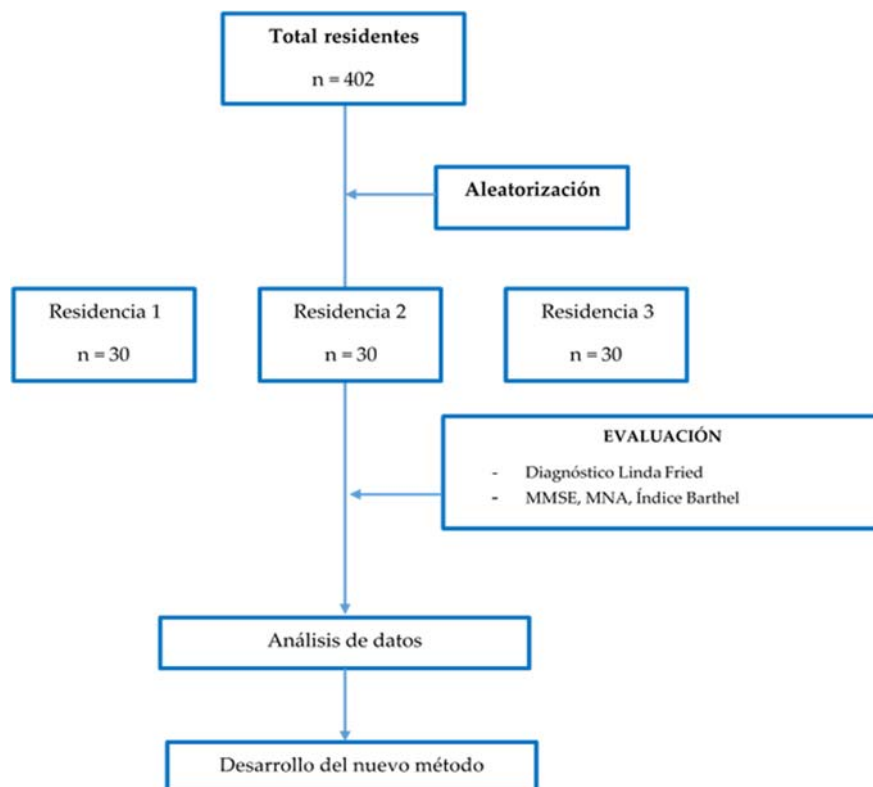 Total residentes
n = 402
Aleatorización
Residencia 1
n = 30
Residencia 2
n = 30
Residencia 3
n = 30
EVALUACIÓN
- Diagnóstico Linda Fried
- MMSE, MNA, Índice Barthel
Análisis de datos
Desarrollo del nuevo método